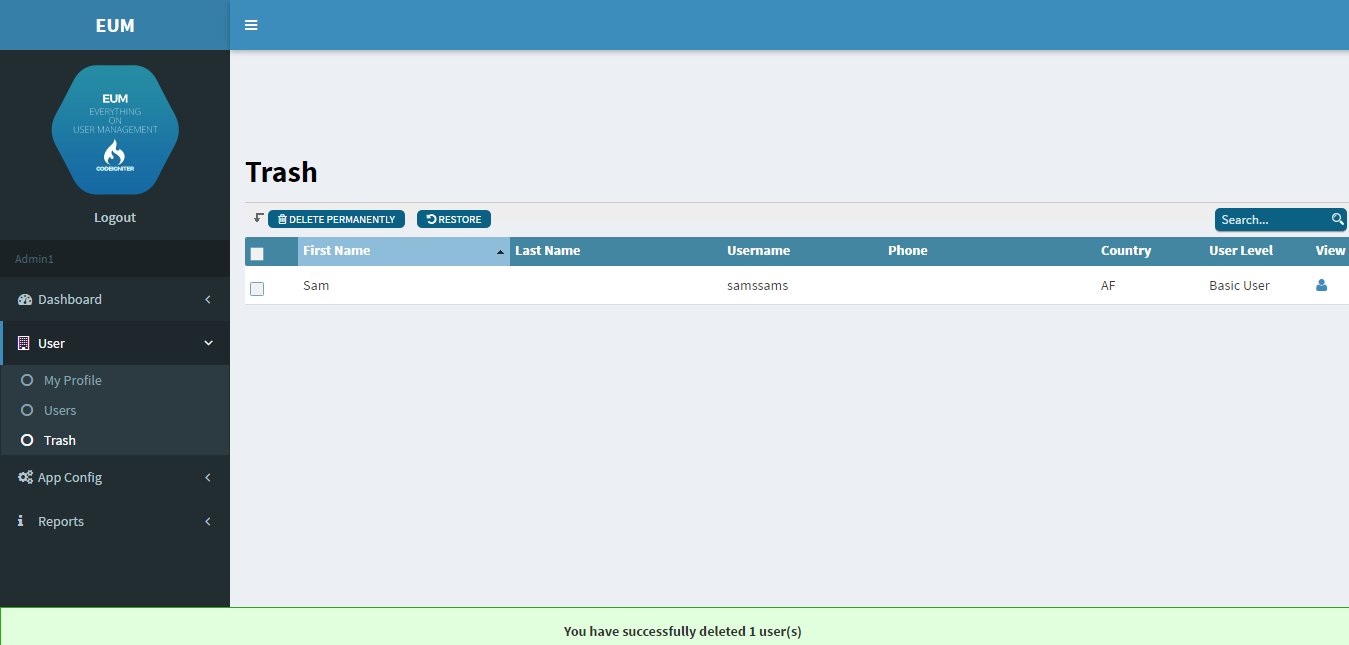 EUM
EUM
EVERYTHING
ON
USER MANAGEMENT
CODEIGNITER
Logout
Admin1
Dashboard
User
My Profile
Users
Trash
App Config
Reports
Trash
DELETE PERMANENTLY RESTORE Search...
First Name Last Name Username Phone Country User Level View
Sam samssams AF Basic User
You have successfully deleted 1 user(s)